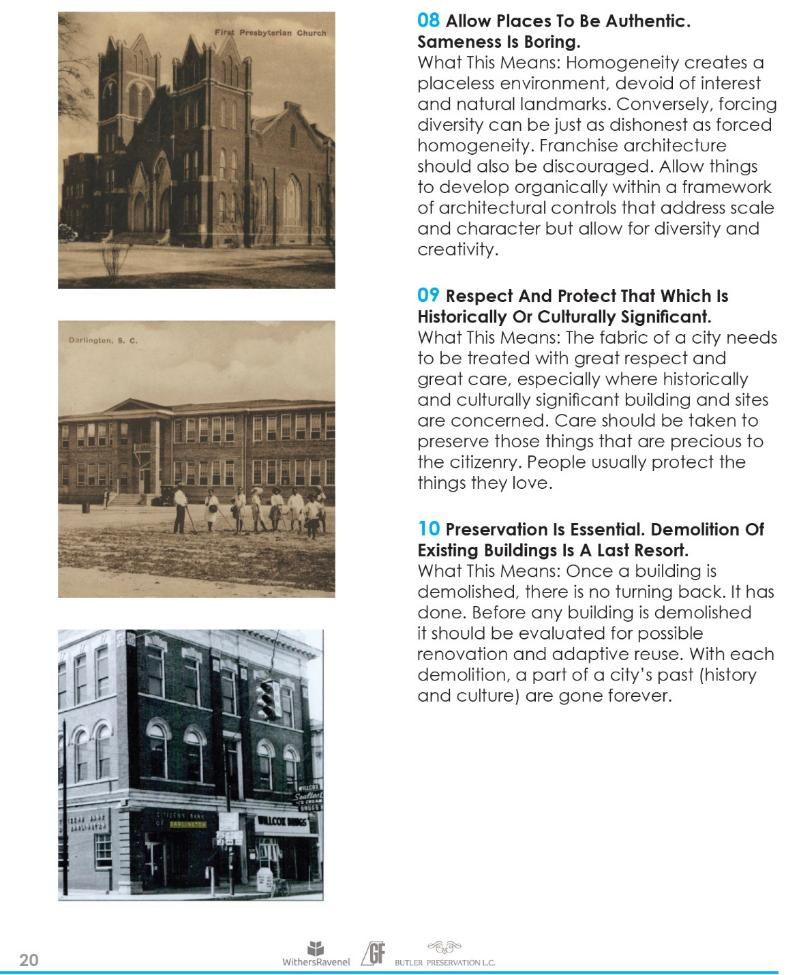 First Presbyterian Church
Darlington, S. C.
CITIZENS BANK
OF DARLINGTON
WILLCOX
Sealtest
ICE CREAM
DRUGS
WILLCOX DRUGS
08 Allow Places To Be Authentic.
Sameness Is Boring.
What This Means: Homogeneity creates a
placeless environment, devoid of interest
and natural landmarks. Conversely, forcing
diversity can be just as dishonest as forced
homogeneity. Franchise architecture
should also be discouraged. Allow things
to develop organically within a framework
of architectural controls that address scale
and character but allow for diversity and
creativity.
09 Respect And Protect That Which Is
Historically Or Culturally Significant.
What This Means: The fabric of a city needs
to be treated with great respect and
great care, especially where historically
and culturally significant building and sites
are concerned. Care should be taken to
preserve those things that are precious to
the citizenry. People usually protect the
things they love.
10 Preservation Is Essential. Demolition Of
Existing Buildings Is A Last Resort.
What This Means: Once a building is
demolished, there is no turning back. It has
done. Before any building is demolished
it should be evaluated for possible
renovation and adaptive reuse. With each
demolition, a part of a city's past (history
and culture) are gone forever.
20
WithersRavenel
GF
BUTLER PRESERVATION L.C.